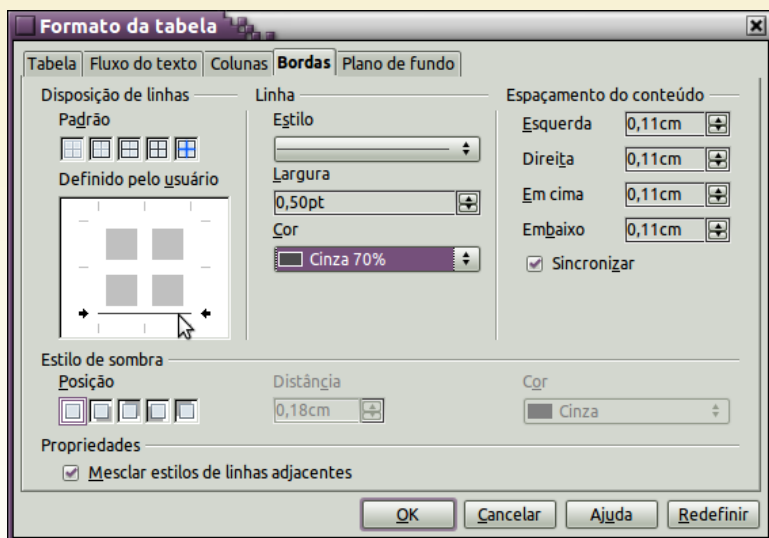 Formato da tabela
Tabela Fluxo do texto Colunas Bordas Plano de fundo
Disposição de linhas
Padrão
Definido pelo usuário
Linha
Estilo
Largura
0,50pt
Cor
Cinza 70%
Espaçamento do conteúdo
Esquerda 0,11cm
Direita 0,11cm
Em cima 0,11cm
Embaixo 0,11cm
Sincronizar
Estilo de sombra
Posição
Distância
0,18cm
Cor
Cinza
Propriedades
Mesclar estilos de linhas adjacentes
OK Cancelar Ajuda Redefinir